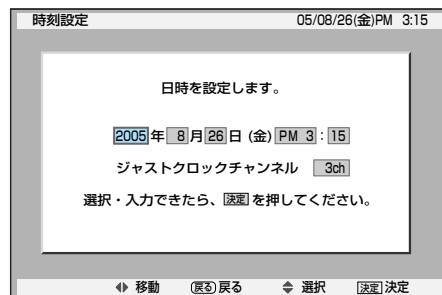 時刻設定 05/08/26(金)PM 3:15
日時を設定します。
2005年 8月26日 (金) PM 3 : 15
ジャストクロックチャンネル 3ch
選択・入力できたら、決定を押してください。
移動 戻る 戻る 選択 決定 決定